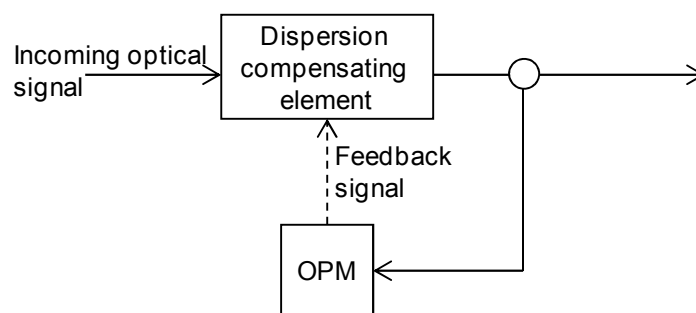 Incoming optical
signal
Dispersion
compensating
element
Feedback
signal
OPM